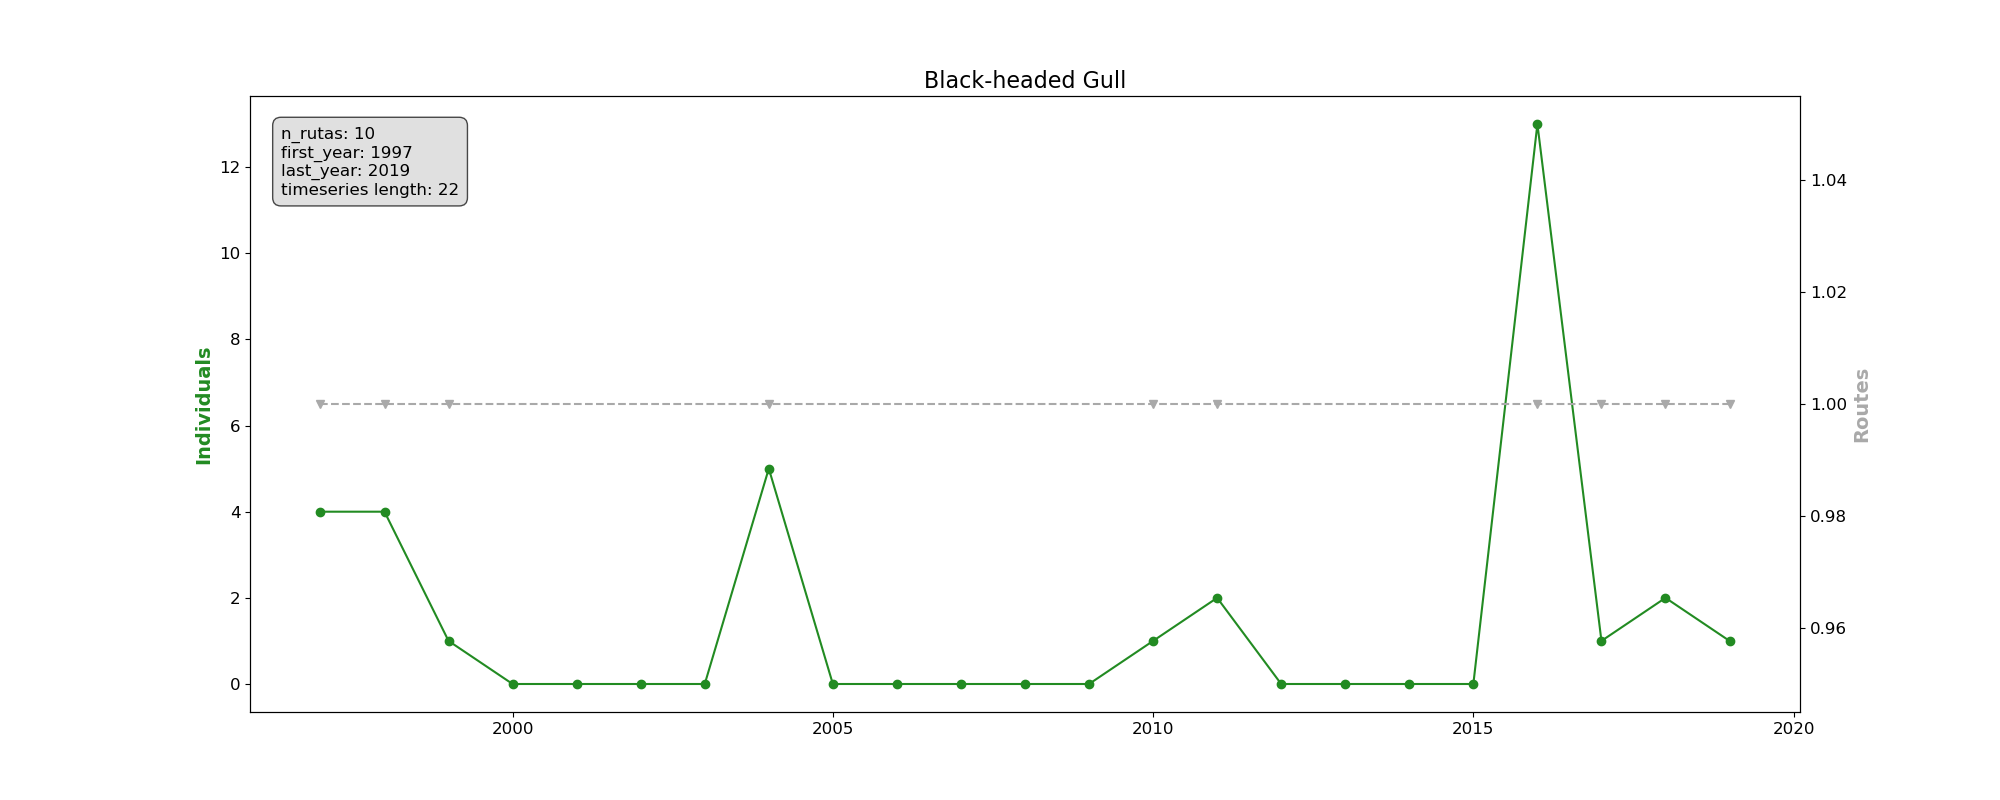 Black-headed Gull
n_rutas: 10
first_year: 1997
last_year: 2019
timeseries length: 22
12
10
8
6
4
2
0
Individuals
1.04
1.02
1.00
0.98
0.96
Routes
2000
2005
2010
2015
2020